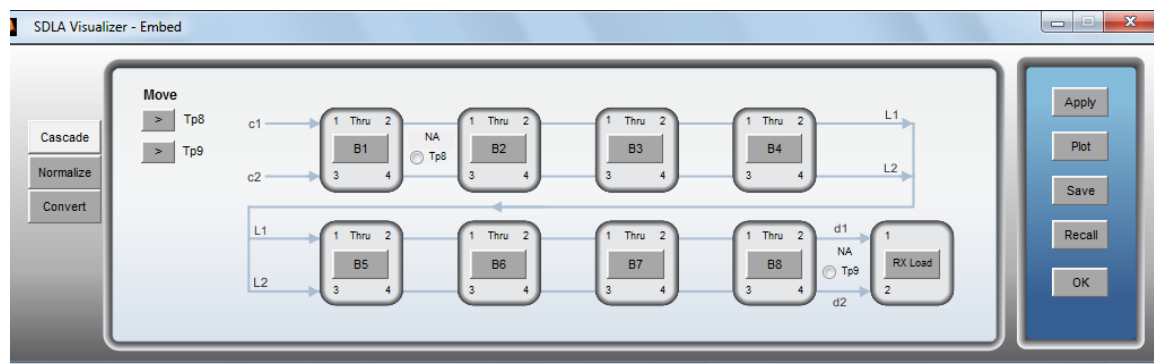 SDLA Visualizer - Embed
X
Cascade
Normalize
Convert
Move
> Tp8
> Tp9
c1
c2
1 Thru 2
B1
3 4
NA
Tp8
1 Thru 2
B2
3 4
1 Thru 2
B3
3 4
1 Thru 2
B4
3 4
L1
L2
L1
L2
1 Thru 2
B5
3 4
1 Thru 2
B6
3 4
1 Thru 2
B7
3 4
1 Thru 2
B8
3 4
d1
NA
Tp9
d2
1
RX Load
2
Apply
Plot
Save
Recall
OK